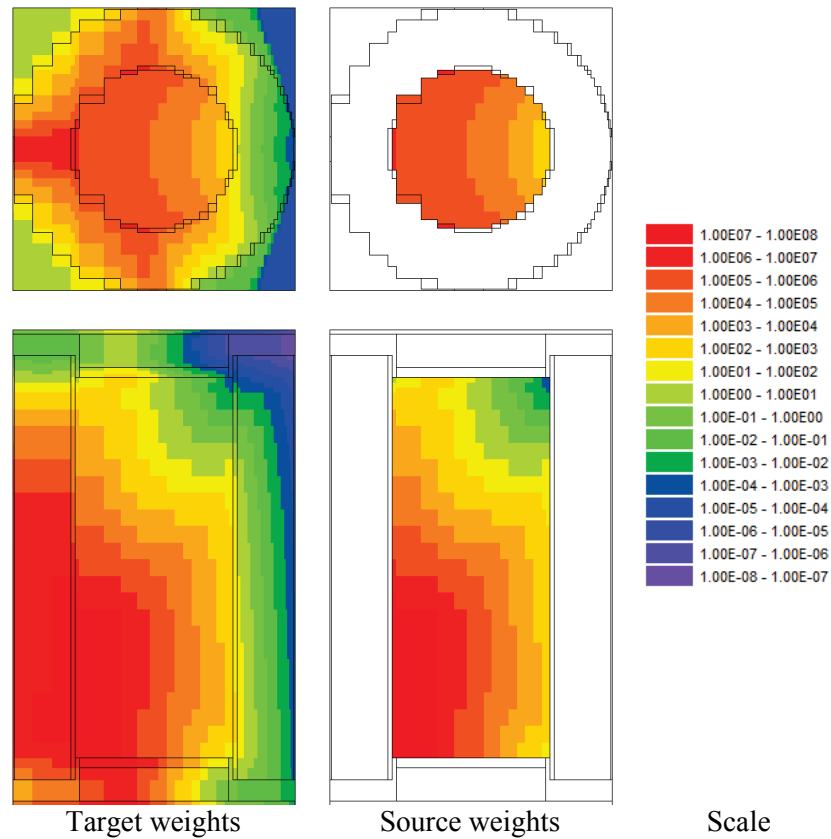 1.00E07 - 1.00E08
1.00E06 - 1.00E07
1.00E05 - 1.00E06
1.00E04 - 1.00E05
1.00E03 - 1.00E04
1.00E02 - 1.00E03
1.00E01 - 1.00E02
1.00E00 - 1.00E01
1.00E-01 - 1.00E00
1.00E-02 - 1.00E-01
1.00E-03 - 1.00E-02
1.00E-04 - 1.00E-03
1.00E-05 - 1.00E-04
1.00E-06 - 1.00E-05
1.00E-07 - 1.00E-06
1.00E-08 - 1.00E-07
Target weights Source weights Scale